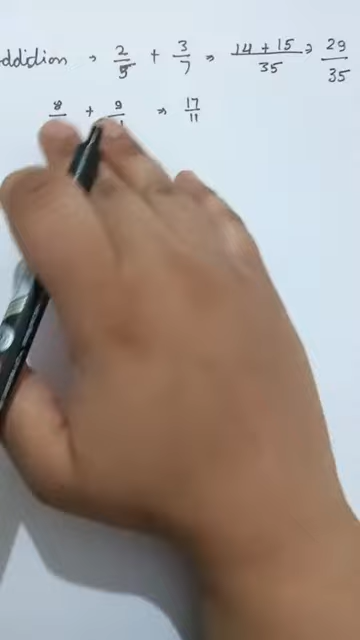 ddition → 2/5 + 3/7 ⇒ 14 + 15/35 ⇒ 29/35
8/ + 9/ ⇒ 17/11